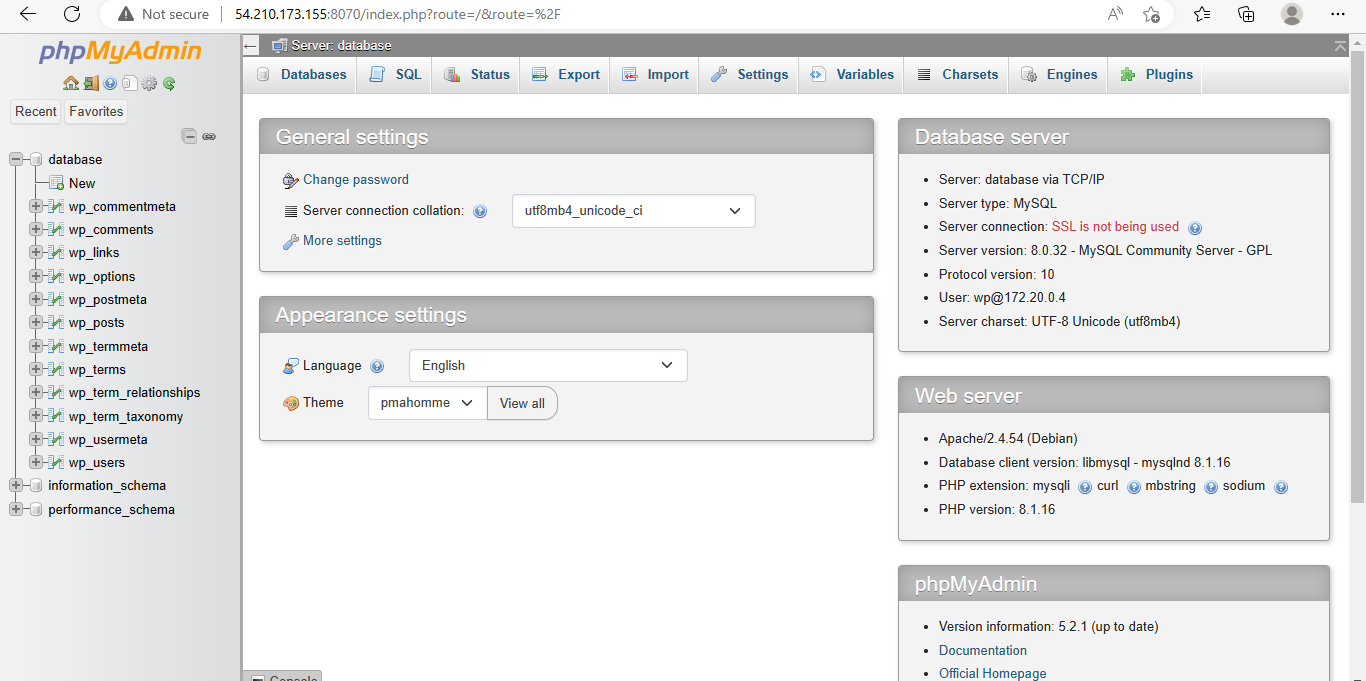 Not secure
54.210.173.155:8070/index.php?route=/&route=%2F
phpMyAdmin
Recent Favorites
database
New
wp_commentmeta
wp_comments
wp_links
wp_options
wp_postmeta
wp_posts
wp_termmeta
wp_terms
wp_term_relationships
wp_term_taxonomy
wp_usermeta
wp_users
information_schema
performance_schema
Server: database
Databases SQL Status Export Import Settings Variables Charsets Engines Plugins
General settings
Change password
Server connection collation: utf8mb4_unicode_ci
More settings
Appearance settings
Language English
Theme pmahomme View all
Database server
Server: database via TCP/IP
Server type: MySQL
Server connection: SSL is not being used
Server version: 8.0.32 - MySQL Community Server - GPL
Protocol version: 10
User: wp@172.20.0.4
Server charset: UTF-8 Unicode (utf8mb4)
Web server
Apache/2.4.54 (Debian)
Database client version: libmysql - mysqlnd 8.1.16
PHP extension: mysqli curl mbstring sodium
PHP version: 8.1.16
phpMyAdmin
Version information: 5.2.1 (up to date)
Documentation
Official Homepage
Console